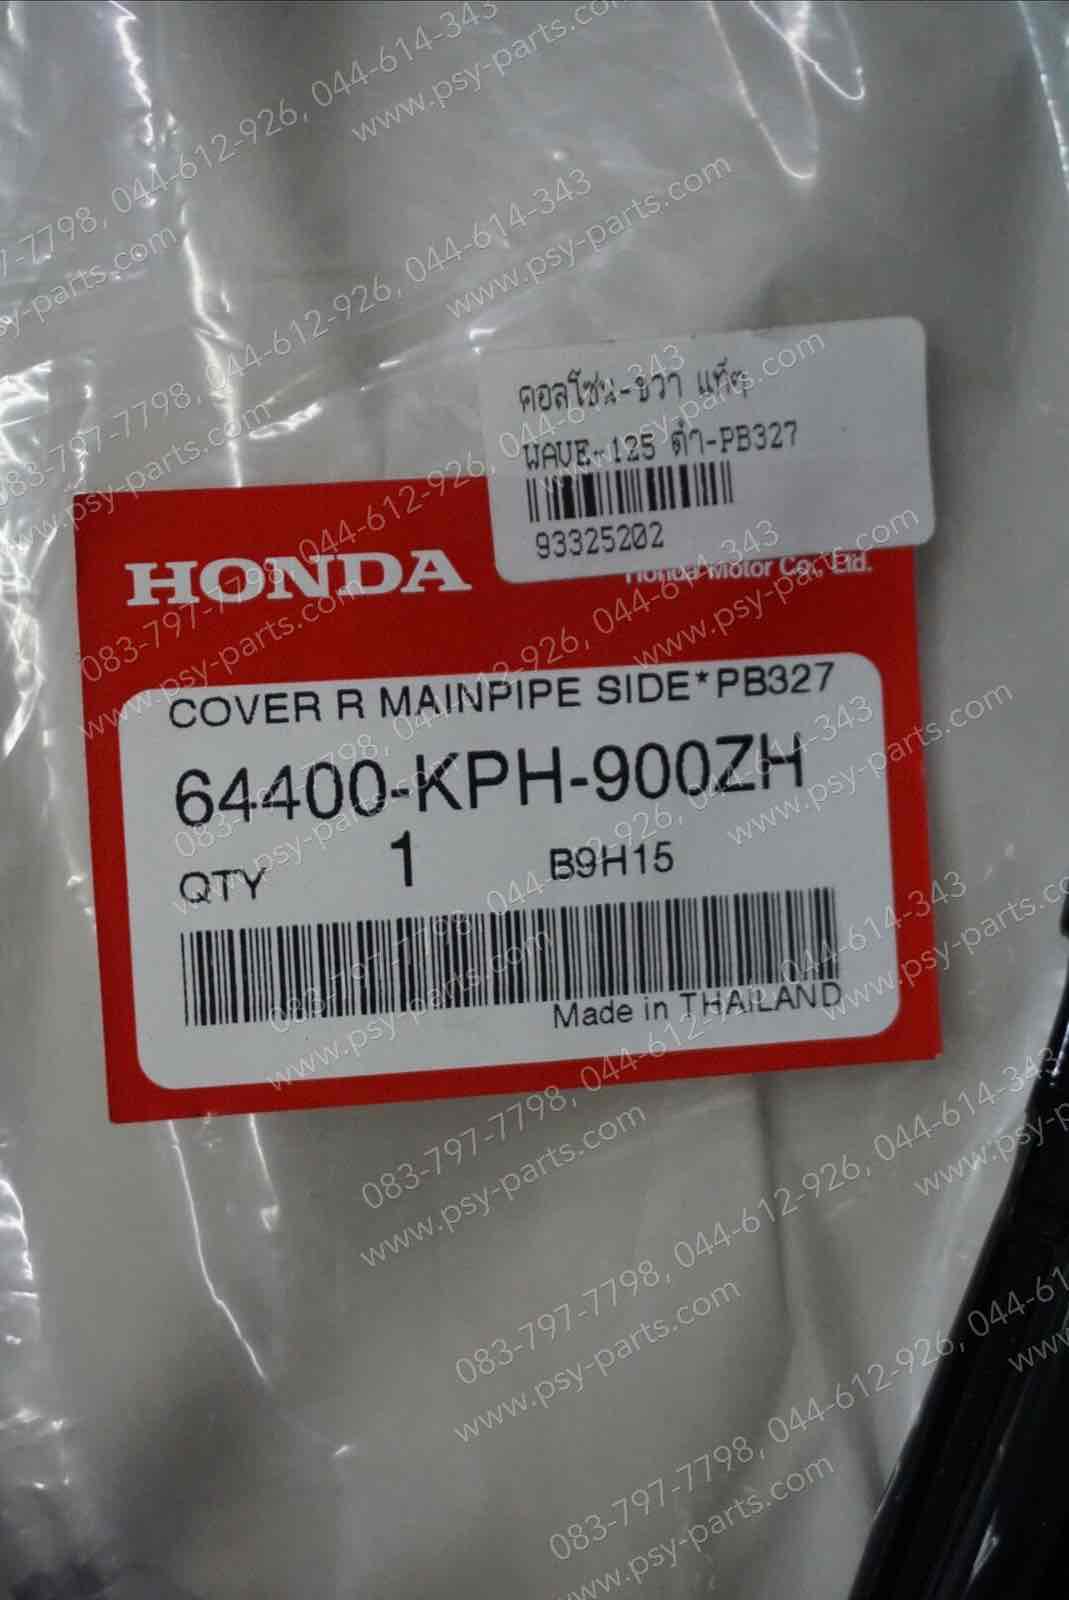 คอลโซน-ขวา แท้ๆ
WAVE-125 ดำ-PB327
93325202
HONDA
Honda Motor Co., Ltd.
COVER R MAINPIPE SIDE*PB327
64400-KPH-900ZH
QTY 1 B9H15
Made in THAILAND
083-797-7798, 044-612-926, 044-614-343
www.psy-parts.com